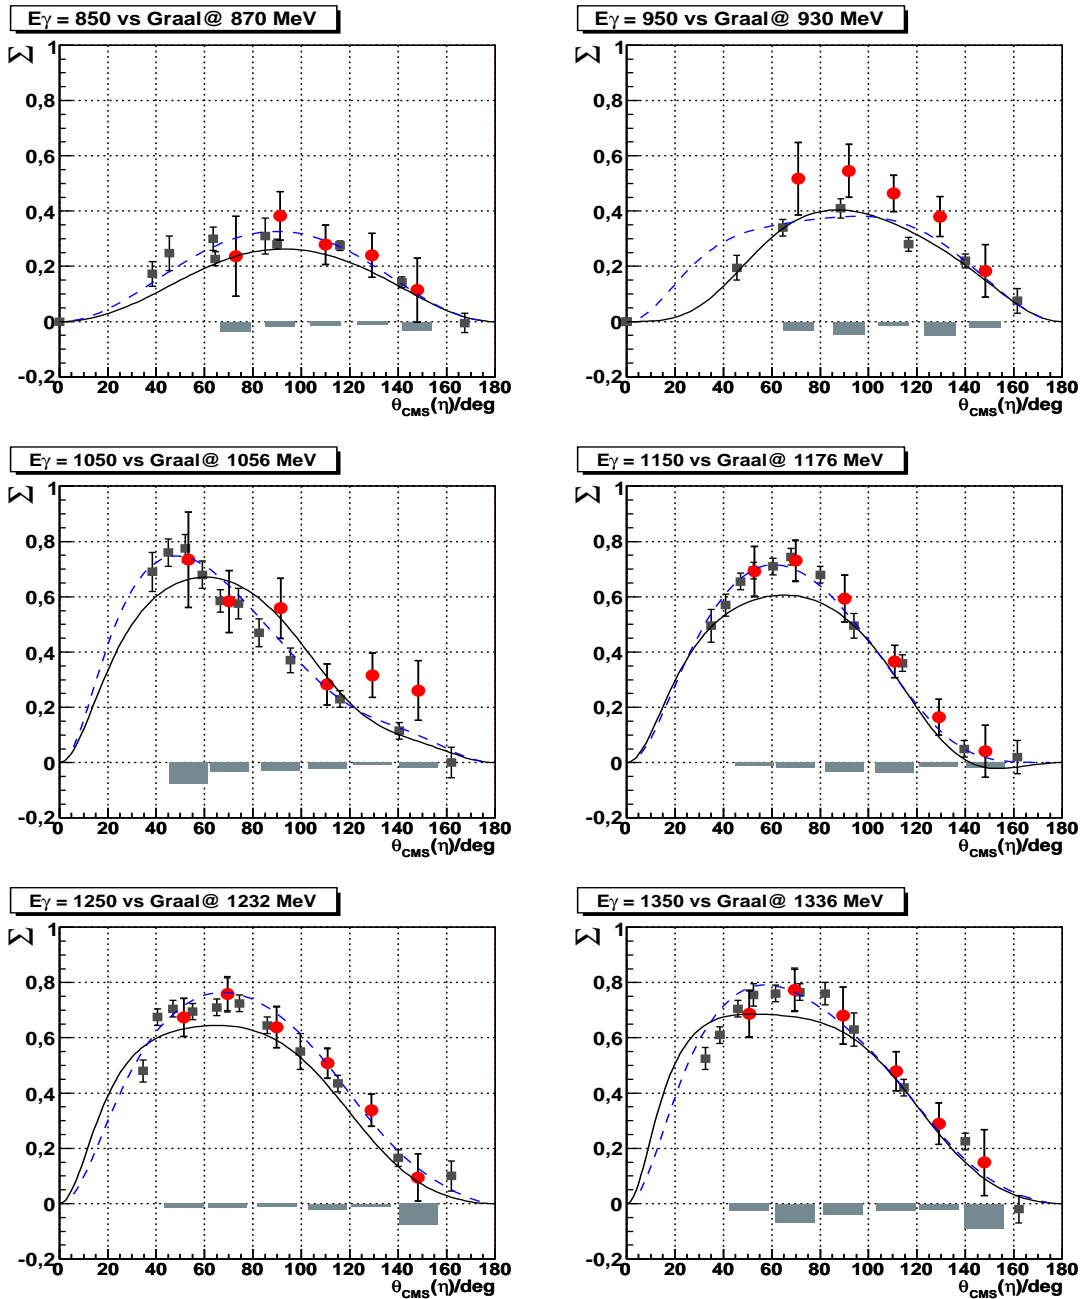 Eγ = 850 vs Graal@ 870 MeV
Σ
1
0,8
0,6
0,4
0,2
0
-0,2
0 20 40 60 80 100 120 140 160 180
θCMS(η)/deg
Eγ = 950 vs Graal@ 930 MeV
Σ
1
0,8
0,6
0,4
0,2
0
-0,2
0 20 40 60 80 100 120 140 160 180
θCMS(η)/deg
Eγ = 1050 vs Graal@ 1056 MeV
Σ
1
0,8
0,6
0,4
0,2
0
-0,2
0 20 40 60 80 100 120 140 160 180
θCMS(η)/deg
Eγ = 1150 vs Graal@ 1176 MeV
Σ
1
0,8
0,6
0,4
0,2
0
-0,2
0 20 40 60 80 100 120 140 160 180
θCMS(η)/deg
Eγ = 1250 vs Graal@ 1232 MeV
Σ
1
0,8
0,6
0,4
0,2
0
-0,2
0 20 40 60 80 100 120 140 160 180
θCMS(η)/deg
Eγ = 1350 vs Graal@ 1336 MeV
Σ
1
0,8
0,6
0,4
0,2
0
-0,2
0 20 40 60 80 100 120 140 160 180
θCMS(η)/deg